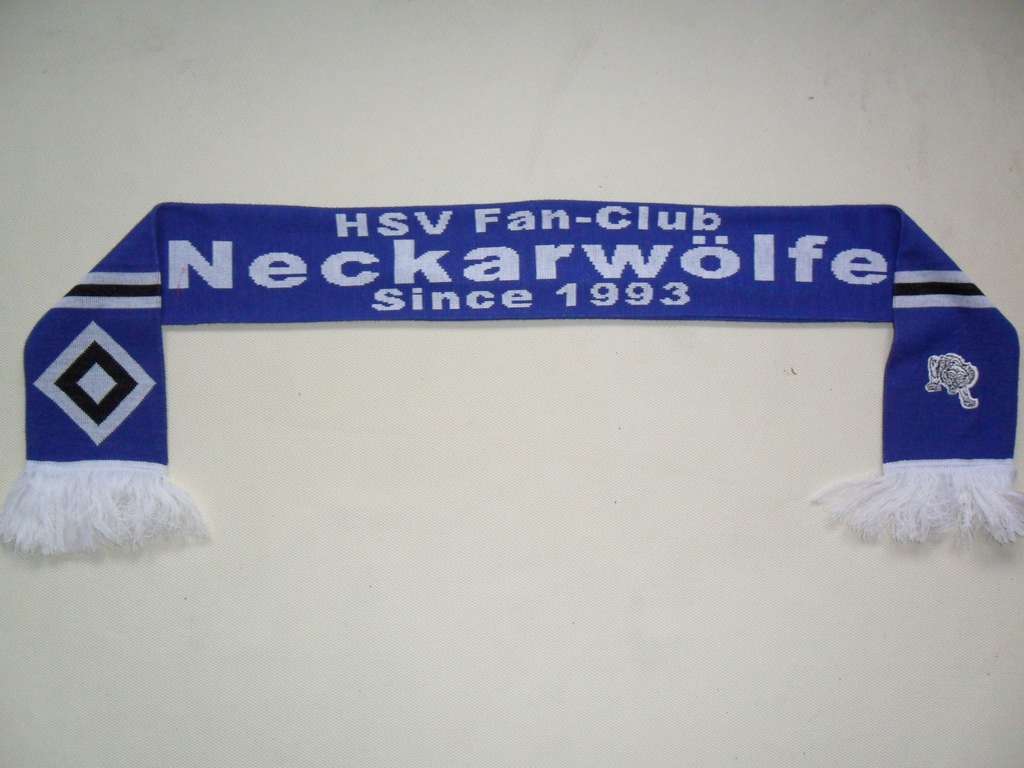 HSV Fan-Club
Neckarwölfe
Since 1993